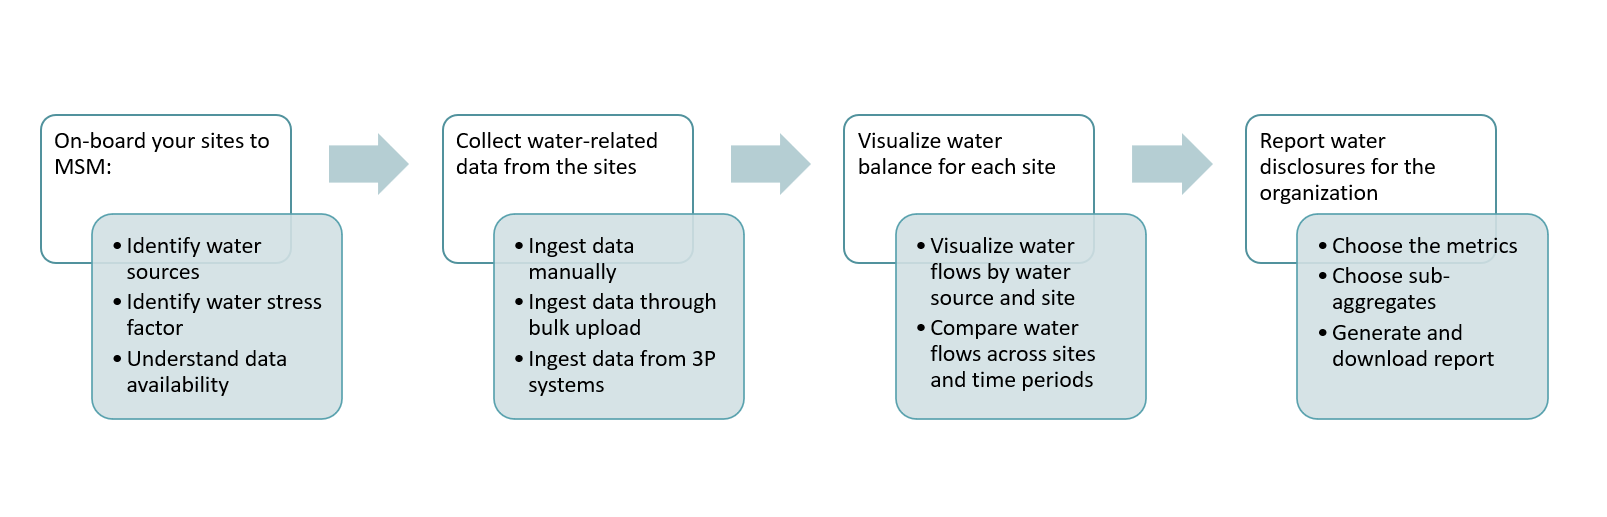 On-board your sites to
MSM:
• Identify water
sources
• Identify water stress
factor
• Understand data
availability
Collect water-related
data from the sites
• Ingest data
manually
• Ingest data through
bulk upload
• Ingest data from 3P
systems
Visualize water
balance for each site
• Visualize water
flows by water
source and site
• Compare water
flows across sites
and time periods
Report water
disclosures for the
organization
• Choose the metrics
• Choose sub-
aggregates
• Generate and
download report